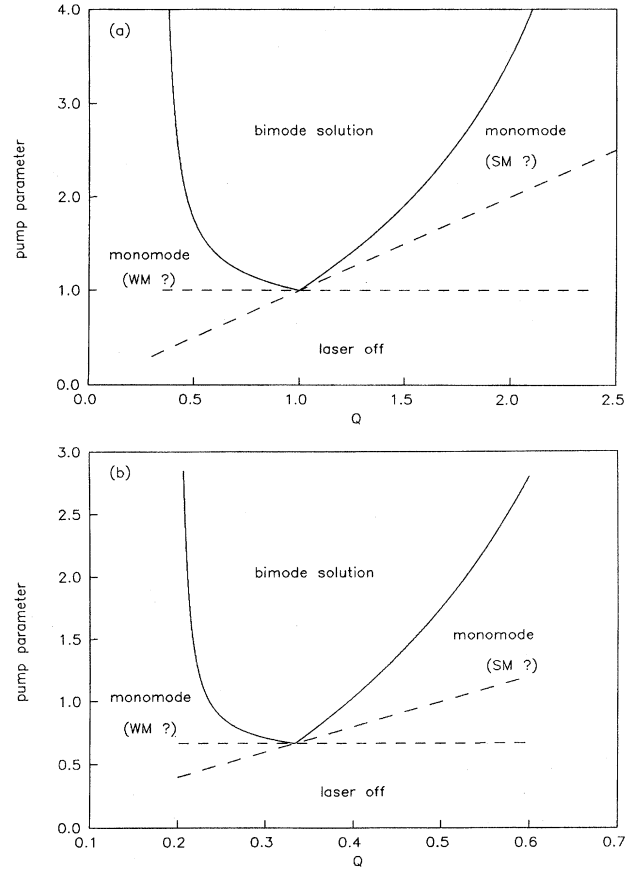 (a)
4.0
3.0
2.0
1.0
0.0
pump parameter
bimode solution
monomode
(SM ?)
monomode
(WM ?)
laser off
0.0 0.5 1.0 1.5 2.0 2.5
Q
(b)
3.0
2.5
2.0
1.5
1.0
0.5
0.0
pump parameter
bimode solution
monomode
(SM ?)
monomode
(WM ?)
laser off
0.1 0.2 0.3 0.4 0.5 0.6 0.7
Q